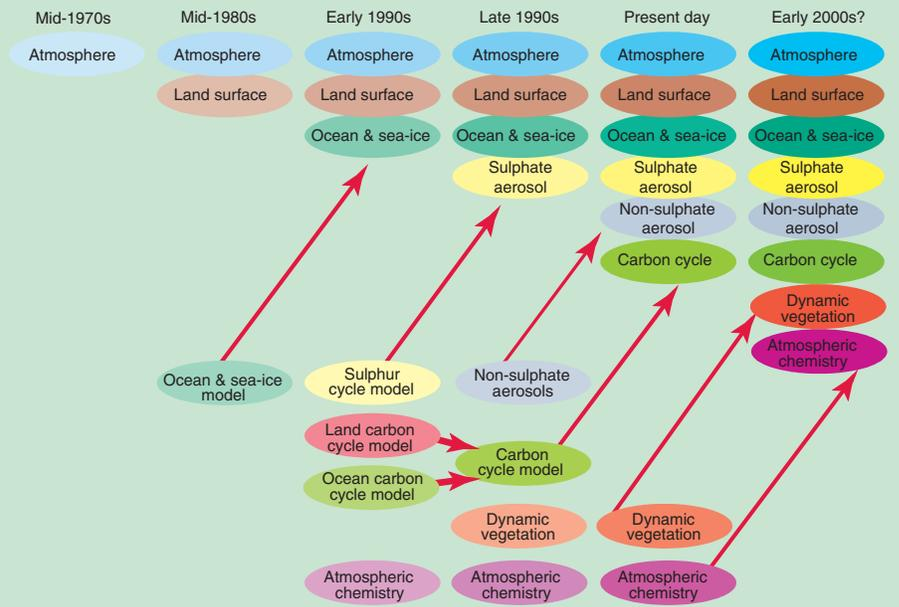 Mid-1970s
Mid-1980s
Early 1990s
Late 1990s
Present day
Early 2000s?
Atmosphere
Atmosphere
Atmosphere
Atmosphere
Atmosphere
Atmosphere
Land surface
Land surface
Land surface
Land surface
Land surface
Ocean & sea-ice
Ocean & sea-ice
Ocean & sea-ice
Ocean & sea-ice
Sulphate
aerosol
Sulphate
aerosol
Sulphate
aerosol
Non-sulphate
aerosol
Non-sulphate
aerosol
Carbon cycle
Carbon cycle
Dynamic
vegetation
Atmospheric
chemistry
Ocean & sea-ice
model
Sulphur
cycle model
Non-sulphate
aerosols
Land carbon
cycle model
Carbon
cycle model
Ocean carbon
cycle model
Dynamic
vegetation
Dynamic
vegetation
Atmospheric
chemistry
Atmospheric
chemistry
Atmospheric
chemistry